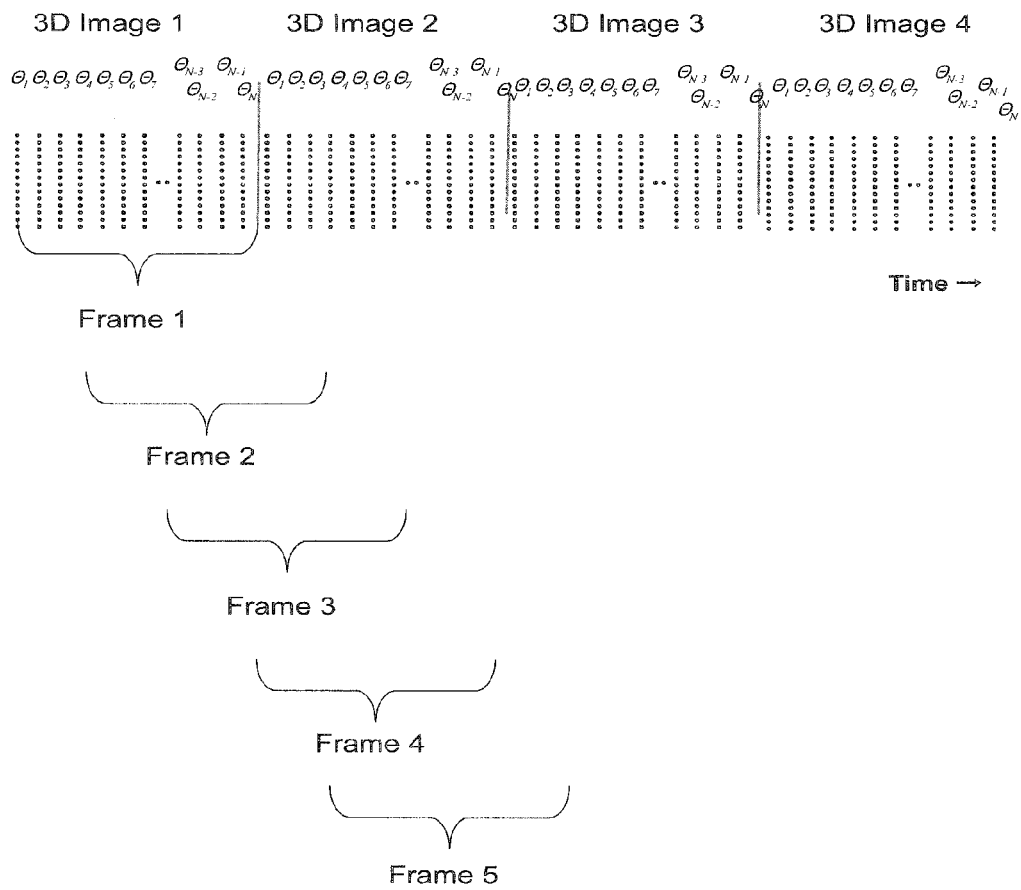 3D Image 1 3D Image 2 3D Image 3 3D Image 4
Θ1 Θ2 Θ3 Θ4 Θ5 Θ6 Θ7 ΘN-3 ΘN-2 ΘN-1 ΘN Θ1 Θ2 Θ3 Θ4 Θ5 Θ6 Θ7 ΘN-3 ΘN-2 ΘN-1 ΘN Θ1 Θ2 Θ3 Θ4 Θ5 Θ6 Θ7 ΘN-3 ΘN-2 ΘN-1 ΘN Θ1 Θ2 Θ3 Θ4 Θ5 Θ6 Θ7 ΘN-3 ΘN-2 ΘN-1 ΘN
Time →
Frame 1
Frame 2
Frame 3
Frame 4
Frame 5